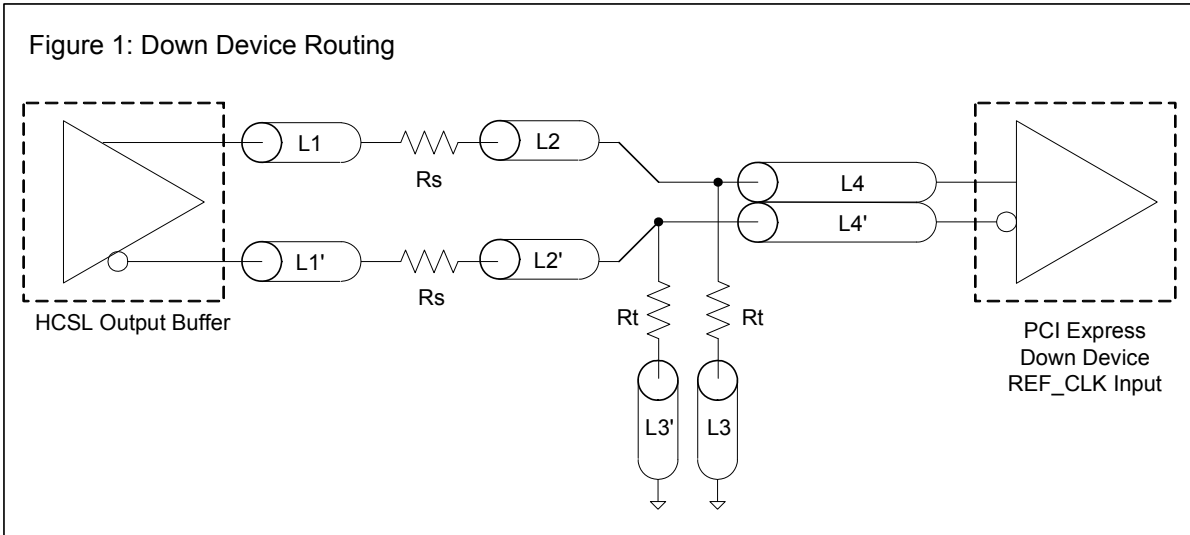 Figure 1: Down Device Routing
L1
Rs
L2
L4
L4'
L1'
Rs
L2'
HCSL Output Buffer
Rt
Rt
L3'
L3
PCI Express
Down Device
REF_CLK Input